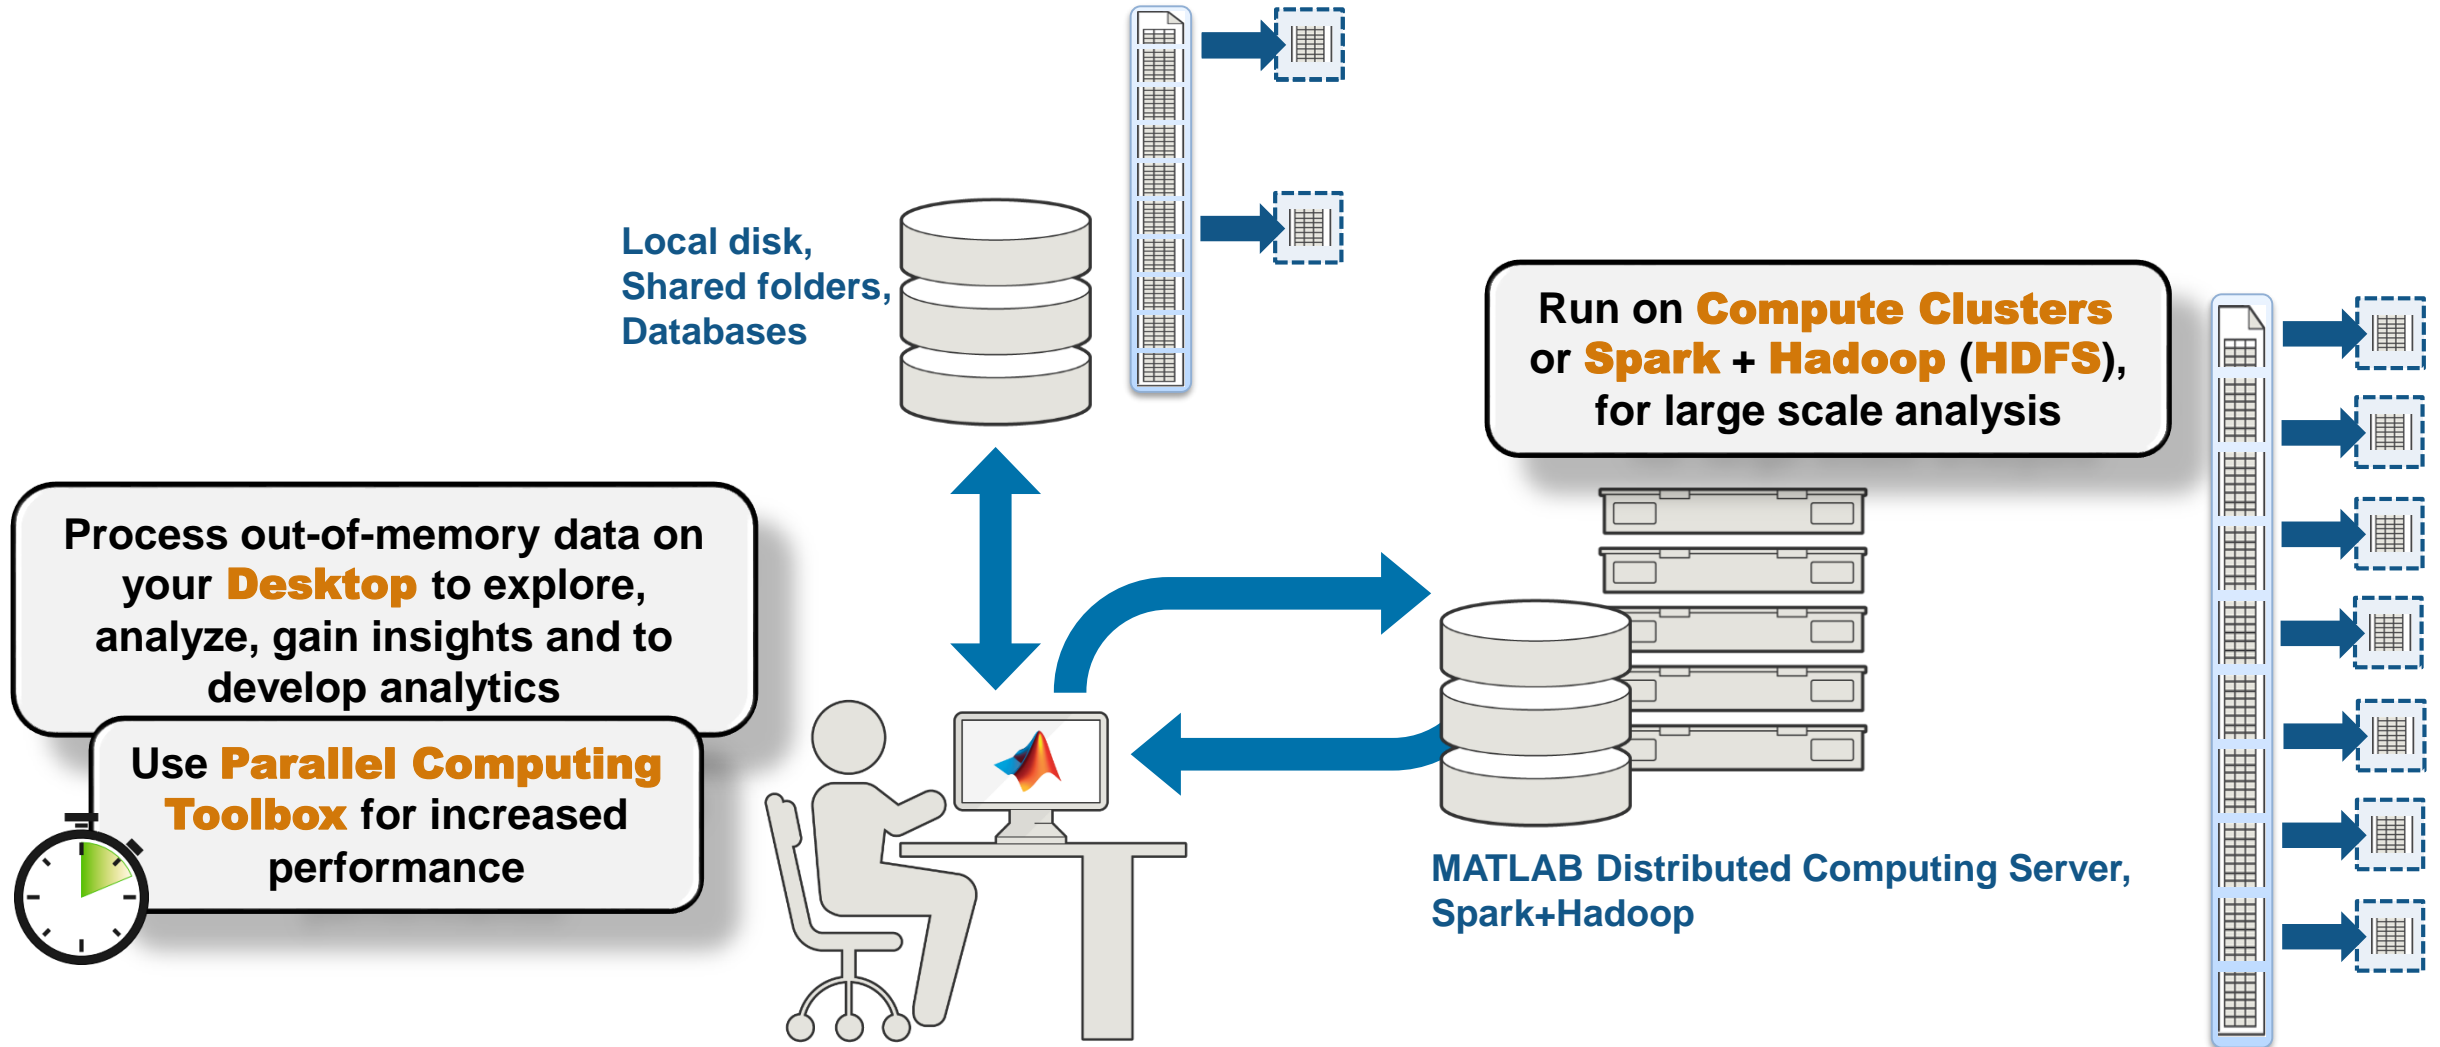 Local disk,
Shared folders,
Databases
Run on Compute Clusters
or Spark + Hadoop (HDFS),
for large scale analysis
Process out-of-memory data on
your Desktop to explore,
analyze, gain insights and to
develop analytics
Use Parallel Computing
Toolbox for increased
performance
MATLAB Distributed Computing Server,
Spark+Hadoop